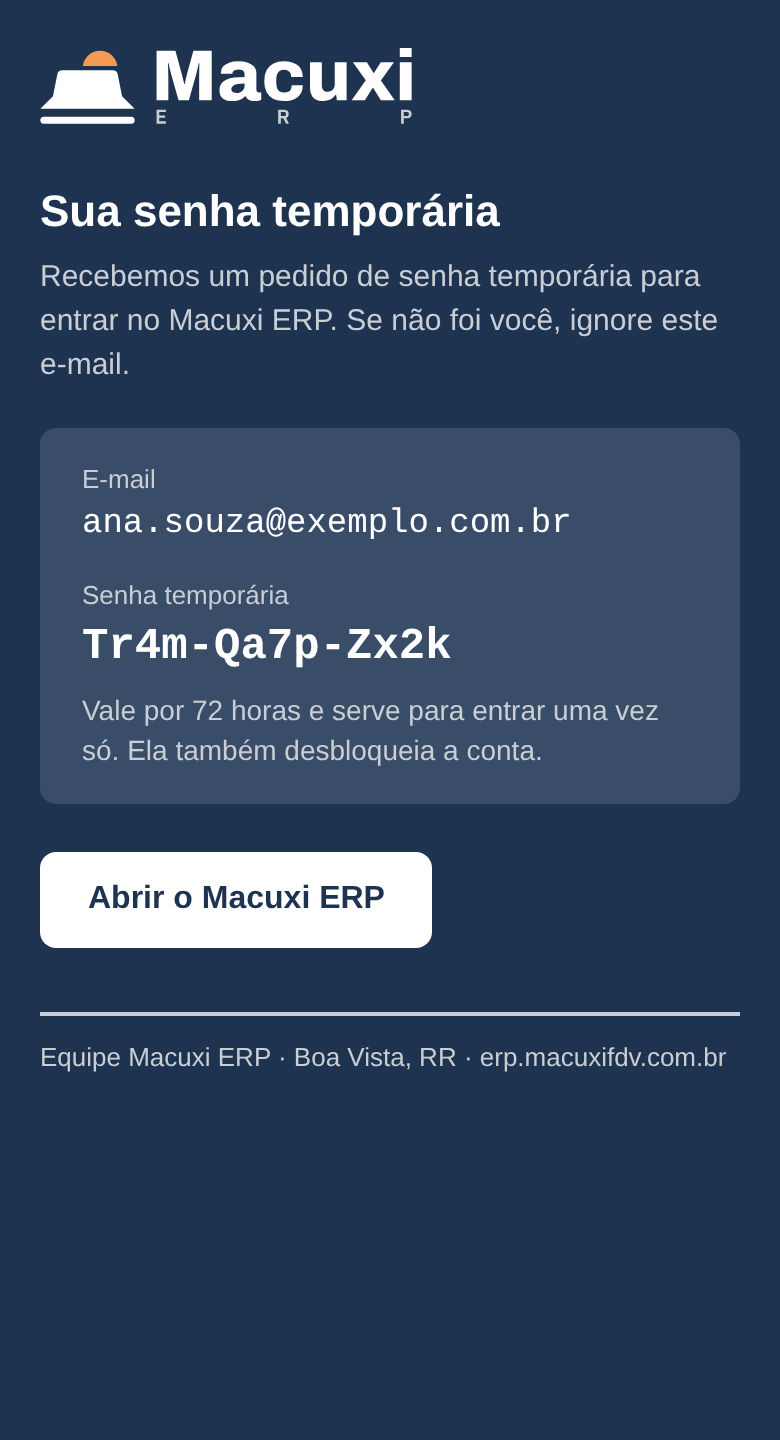 Macuxi
E R P
Sua senha temporária
Recebemos um pedido de senha temporária para
entrar no Macuxi ERP. Se não foi você, ignore este
e-mail.
E-mail
ana.souza@exemplo.com.br
Senha temporária
Tr4m-Qa7p-Zx2k
Vale por 72 horas e serve para entrar uma vez
só. Ela também desbloqueia a conta.
Abrir o Macuxi ERP
Equipe Macuxi ERP · Boa Vista, RR · erp.macuxifdv.com.br